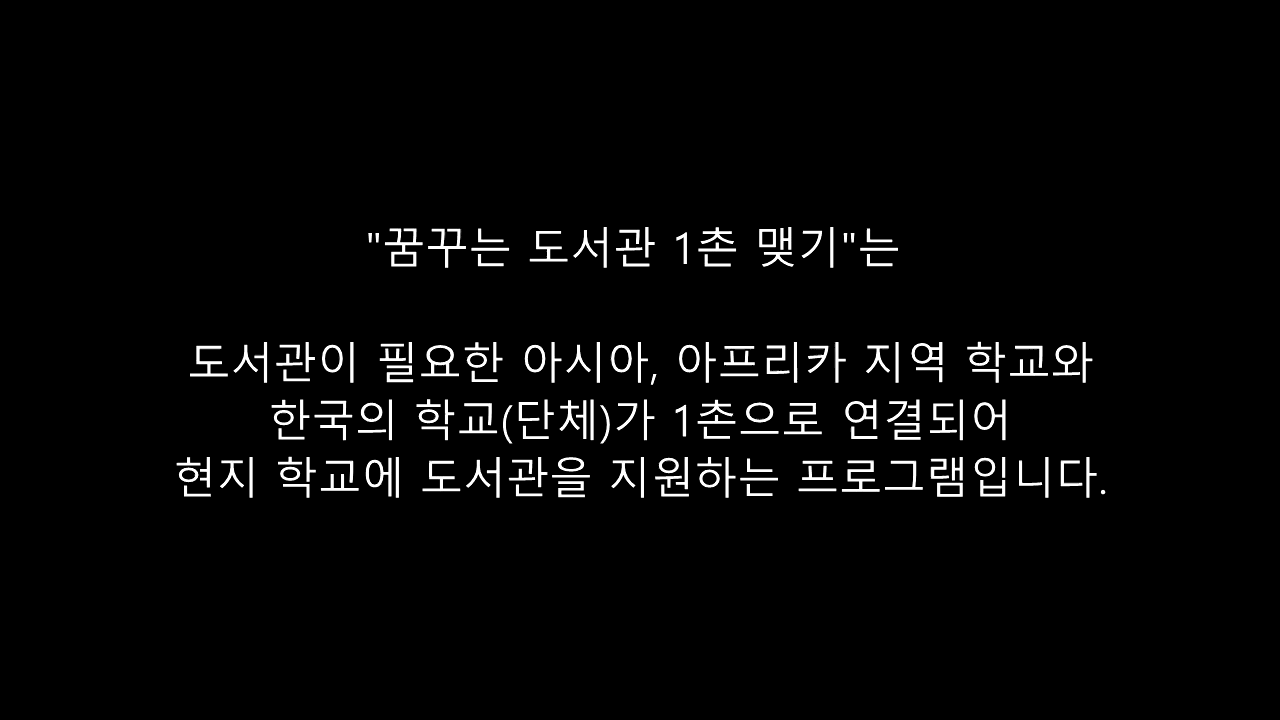 "꿈꾸는 도서관 1촌 맺기"는
도서관이 필요한 아시아, 아프리카 지역 학교와
한국의 학교(단체)가 1촌으로 연결되어
현지 학교에 도서관을 지원하는 프로그램입니다.